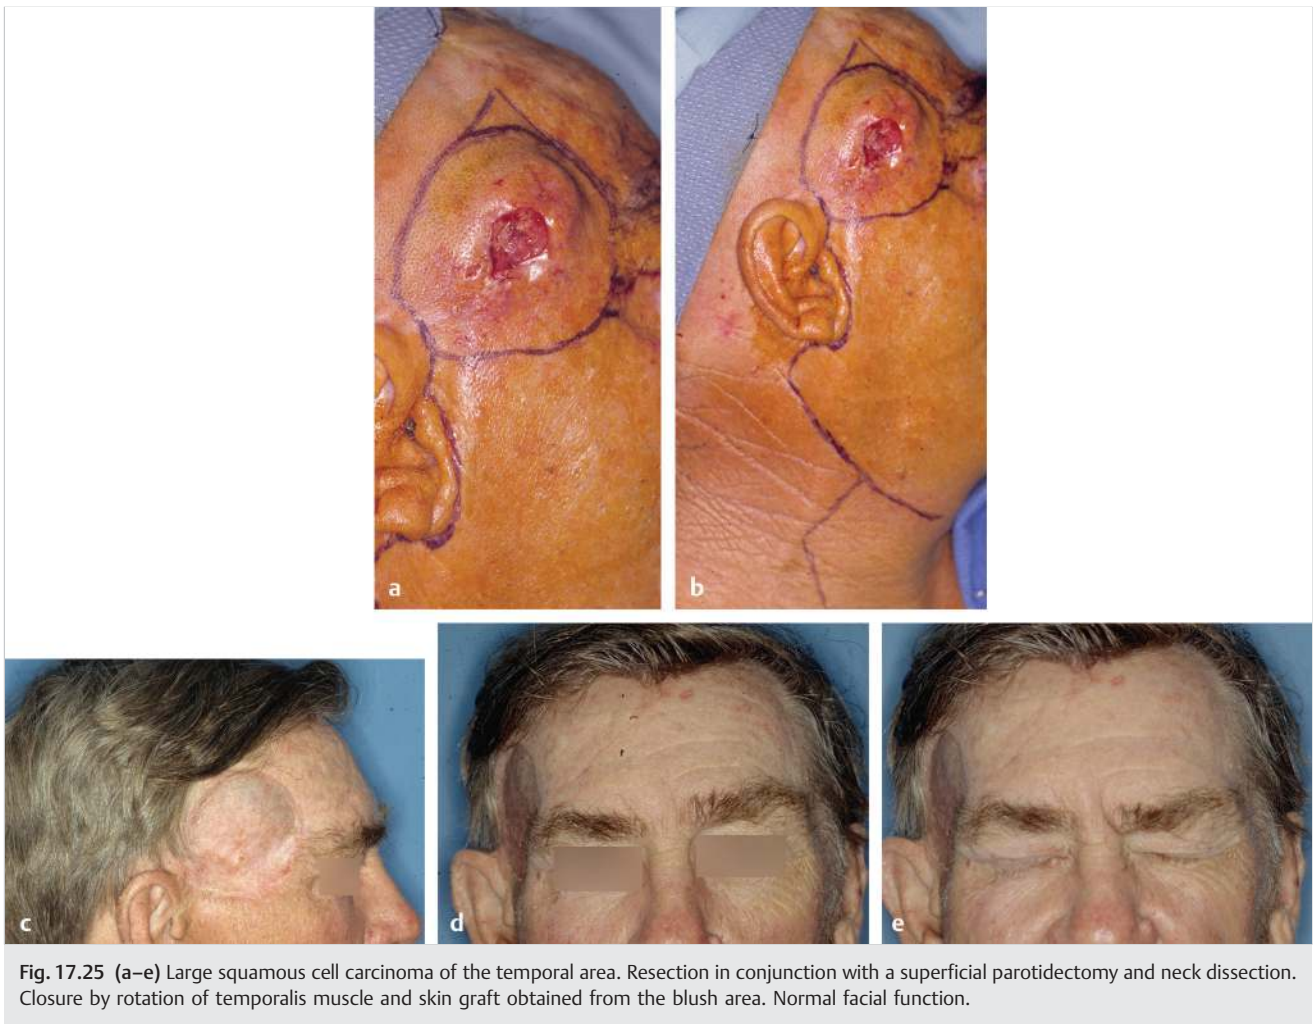 a
b
c
d
e
Fig. 17.25 (a–e) Large squamous cell carcinoma of the temporal area. Resection in conjunction with a superficial parotidectomy and neck dissection.
Closure by rotation of temporalis muscle and skin graft obtained from the blush area. Normal facial function.